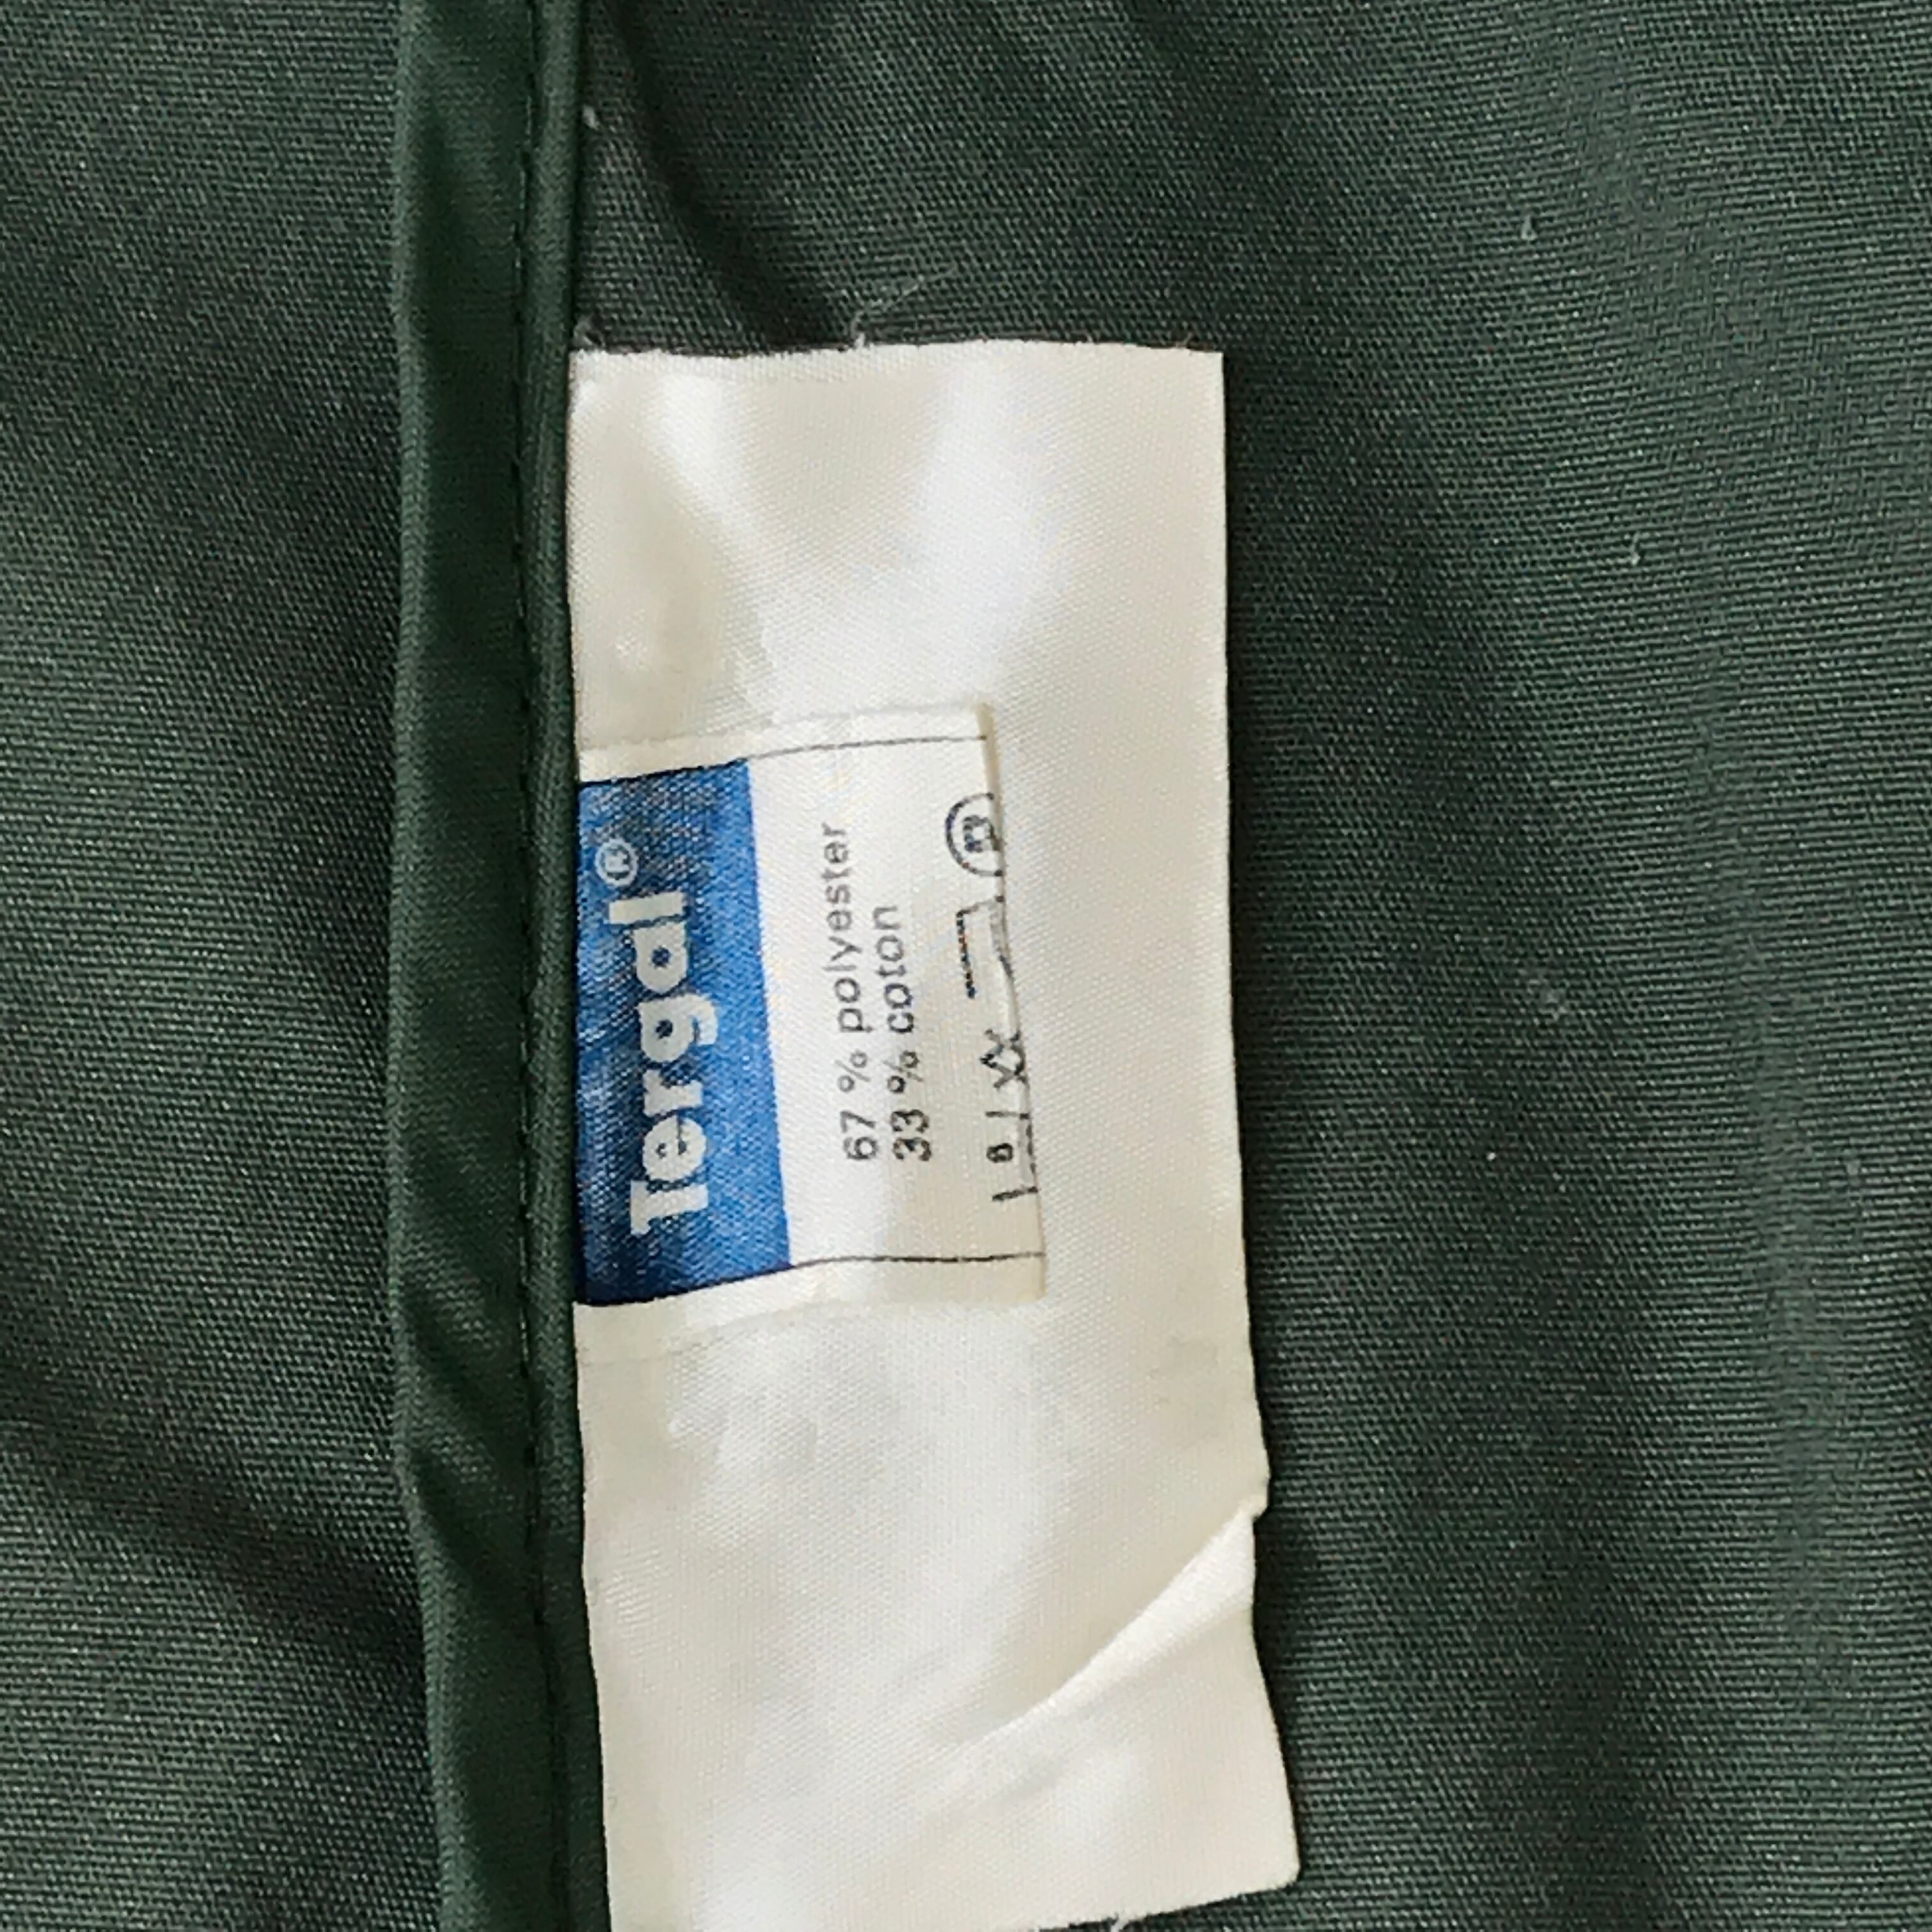 Tergal®
67 % polyester
33 % coton